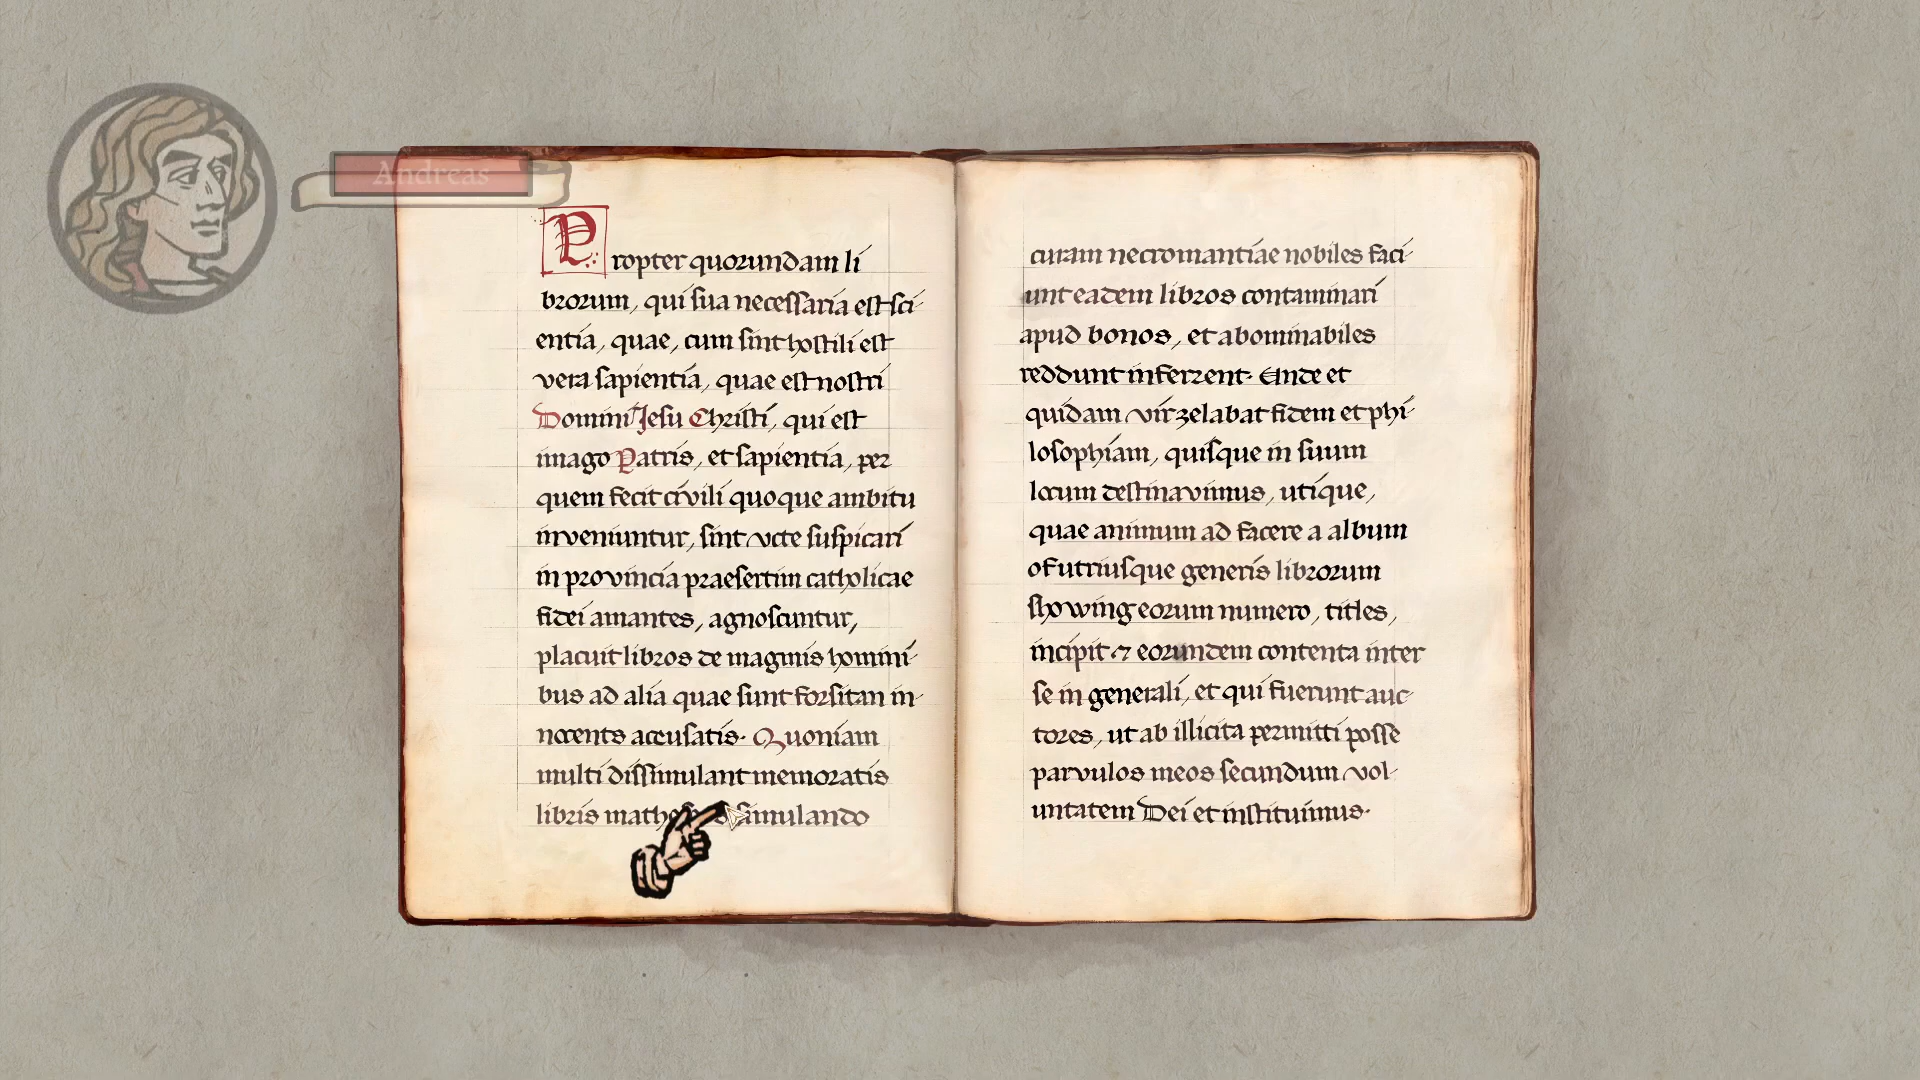 Andreas
Propter quorundam li
brorum, qui sua necessaria est sci-
entia, quae, cum sint hostili est
vera sapientia, quae est nostri
Domini Jesu Christi, qui est
imago Patris, et sapientia, per
quem fecit civili quoque ambitu
inveniuntur, sint vcte suspicari
in provincia praesertim catholicae
fidei amantes, agnoscuntur,
placuit libros de magnis homini-
bus ad alia quae sunt forsitan in-
nocents accusatis. Quoniam
multi dissimulant memoratis
libris simulando
curam necromantiae nobiles faci-
unt eadem libros contaminari
apud bonos, et abominabiles
reddunt inferrent. Ende et
quidam vir zelabat fidem et phi-
losophiam, quisque in suum
locum destinavimus, utique,
quae animum ad facere a album
of utriusque generis librorum
showing eorum numero, titles,
incipit ⁊ eorundem contenta inter
se in generali, et qui fuerunt auc-
tores, ut ab illicita permitti posse
parvulos meos secundum vol-
untatem Dei et instituimus.